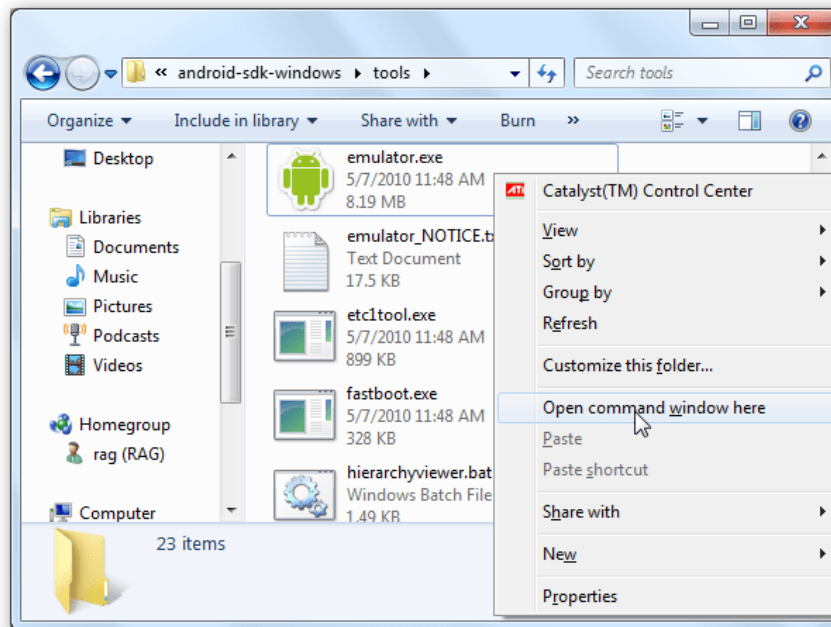 « android-sdk-windows ▸ tools ▸
Search tools
Organize Include in library Share with Burn »
Desktop
Libraries
Documents
Music
Pictures
Podcasts
Videos
Homegroup
rag (RAG)
Computer
emulator.exe
5/7/2010 11:48 AM
8.19 MB
emulator_NOTICE.tx
Text Document
17.5 KB
etc1tool.exe
5/7/2010 11:48 AM
899 KB
fastboot.exe
5/7/2010 11:48 AM
328 KB
hierarchyviewer.bat
Windows Batch File
1.49 KB
ATI Catalyst(TM) Control Center
View
Sort by
Group by
Refresh
Customize this folder...
Open command window here
Paste
Paste shortcut
Share with
New
Properties
23 items